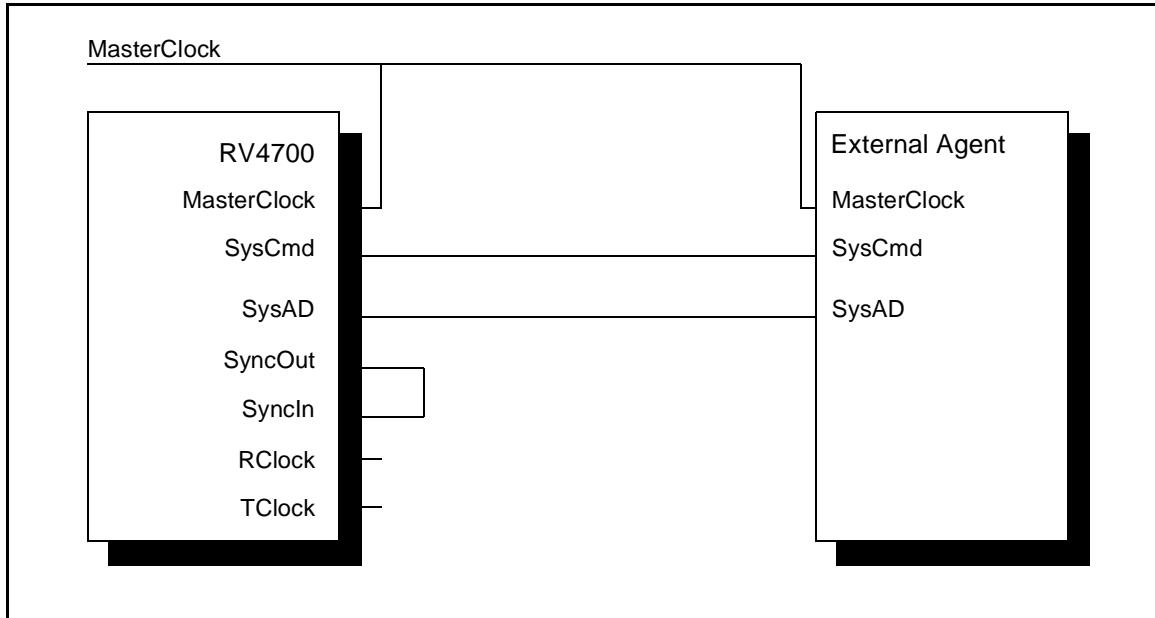 MasterClock
RV4700
MasterClock
SysCmd
SysAD
SyncOut
SyncIn
RClock
TClock
External Agent
MasterClock
SysCmd
SysAD